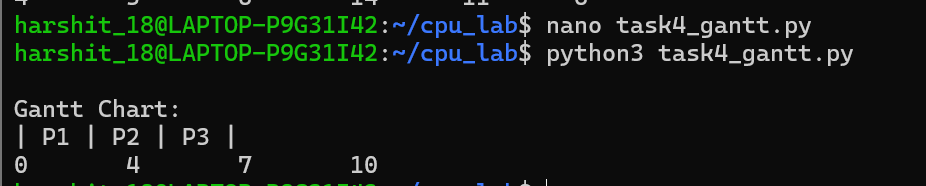 harshit_18@LAPTOP-P9G31I42:~/cpu_lab$ nano task4_gantt.py
harshit_18@LAPTOP-P9G31I42:~/cpu_lab$ python3 task4_gantt.py
Gantt Chart:
| P1 | P2 | P3 |
0       4       7       10